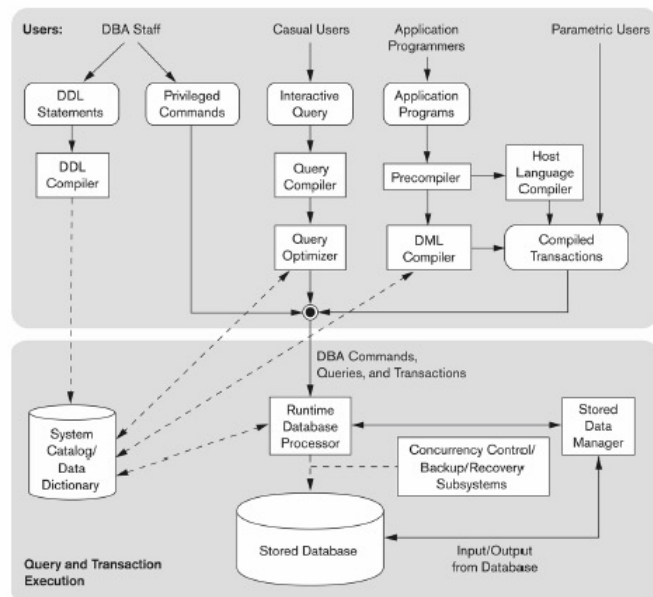 Users:
DBA Staff
Casual Users
Application
Programmers
Parametric Users
DDL
Statements
Privileged
Commands
Interactive
Query
Application
Programs
DDL
Compiler
Query
Compiler
Precompiler
Host
Language
Compiler
Query
Optimizer
DML
Compiler
Compiled
Transactions
DBA Commands,
Queries, and Transactions
System
Catalog/
Data
Dictionary
Runtime
Database
Processor
Stored
Data
Manager
Concurrency Control/
Backup/Recovery
Subsystems
Stored Database
Query and Transaction
Execution
Input/Output
from Database